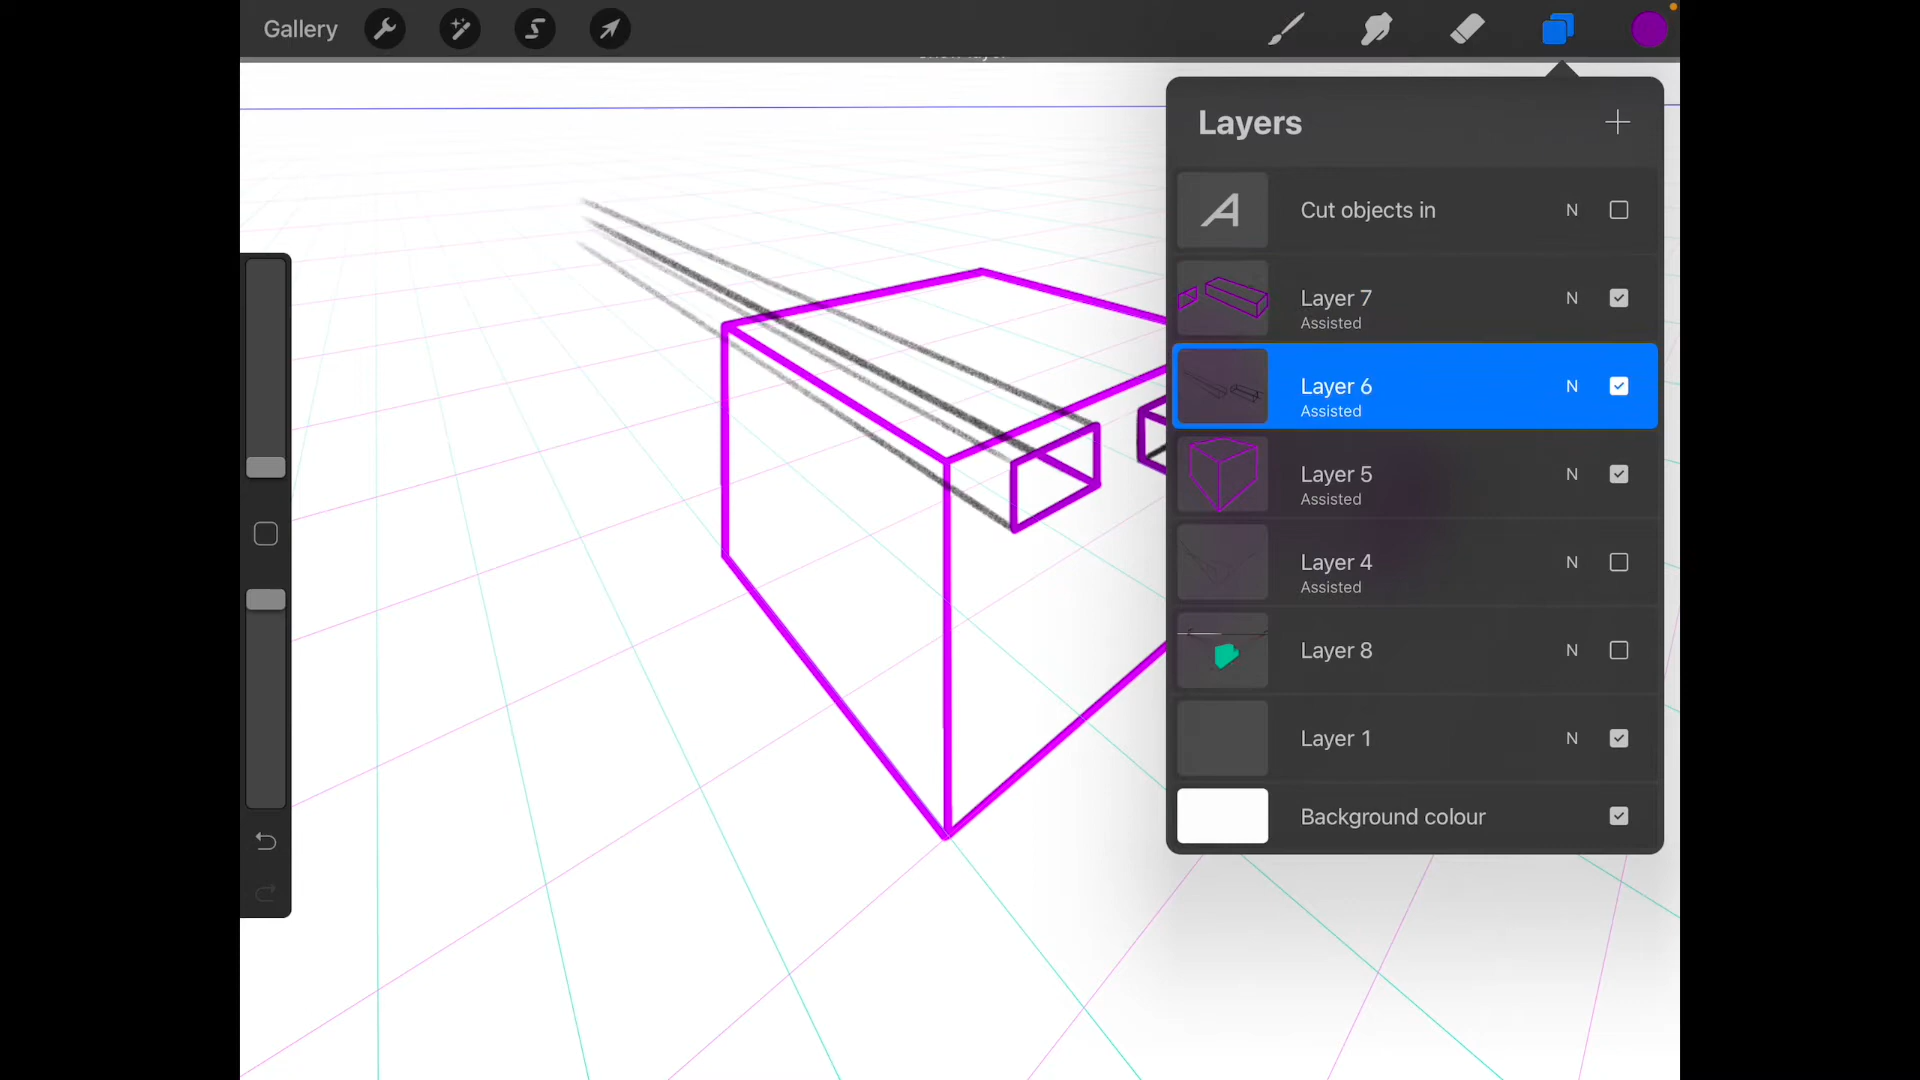 Gallery
Layers
Cut objects in
N
Layer 7
Assisted
N
Layer 6
Assisted
N
Layer 5
Assisted
N
Layer 4
Assisted
N
Layer 8
N
Layer 1
N
Background colour